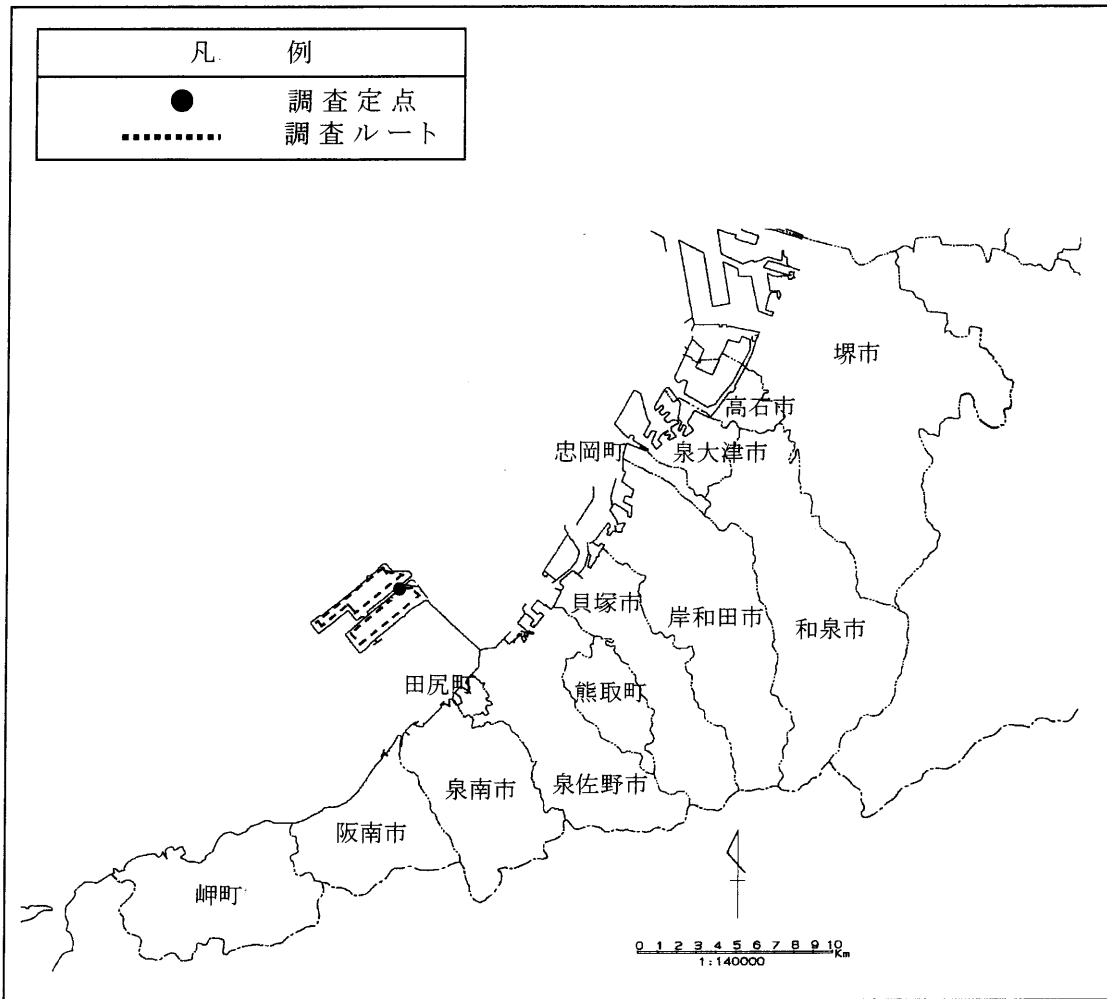 凡 例
調査定点
調査ルート
堺市
高石市
忠岡町
泉大津市
貝塚市
岸和田市
和泉市
田尻町
熊取町
泉南市
泉佐野市
阪南市
岬町
0 1 2 3 4 5 6 7 8 9 10 Km
1:140000